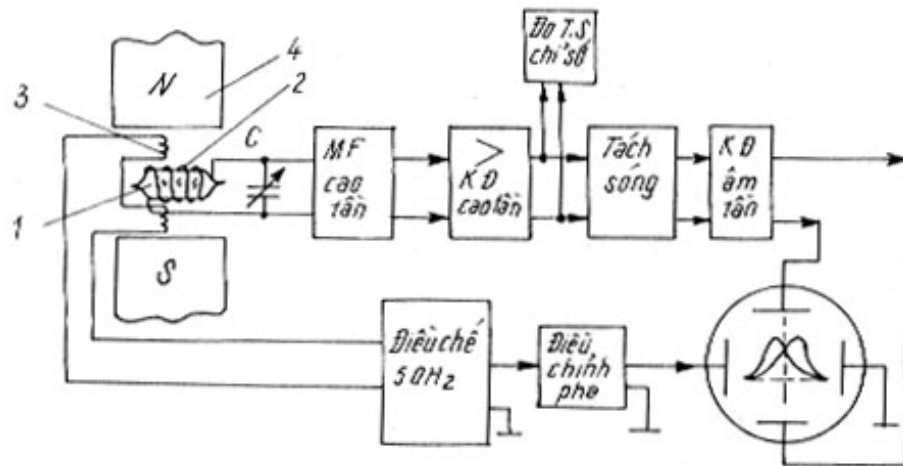 N
4
2
3
1
S
C
MF
cao
tần
>
KĐ
cao tần
Đo T.S
chỉ số
Tách
sóng
KĐ
âm
tần
Điều chế
50Hz
Điều
chỉnh
pha